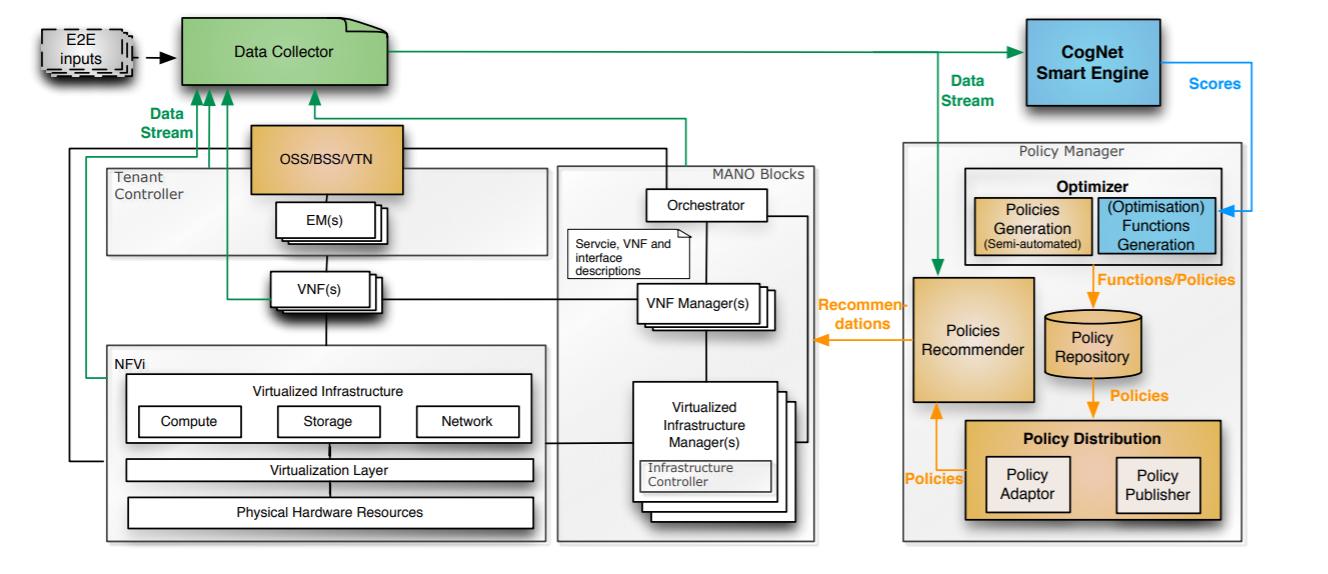 E2E
inputs
Data Collector
CogNet
Smart Engine
Data
Stream
Data
Stream
Scores
OSS/BSS/VTN
Tenant
Controller
EM(s)
VNF(s)
MANO Blocks
Orchestrator
Servcie, VNF and
interface
descriptions
VNF Manager(s)
Virtualized
Infrastructure
Manager(s)
Infrastructure
Controller
NFVi
Virtualized Infrastructure
Compute
Storage
Network
Virtualization Layer
Physical Hardware Resources
Recommen-
dations
Policy Manager
Optimizer
Policies
Generation
(Semi-automated)
(Optimisation)
Functions
Generation
Functions/Policies
Policies
Recommender
Policy
Repository
Policies
Policy Distribution
Policies
Policy
Adaptor
Policy
Publisher